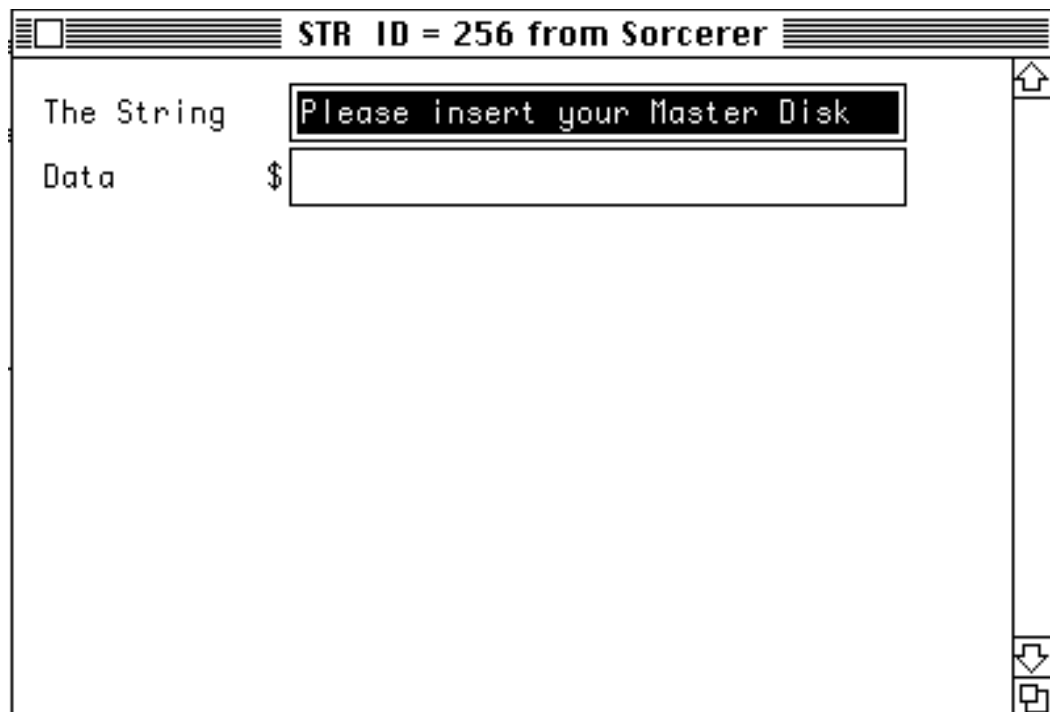 STR ID = 256 from Sorcerer
The String Please insert your Master Disk
Data $